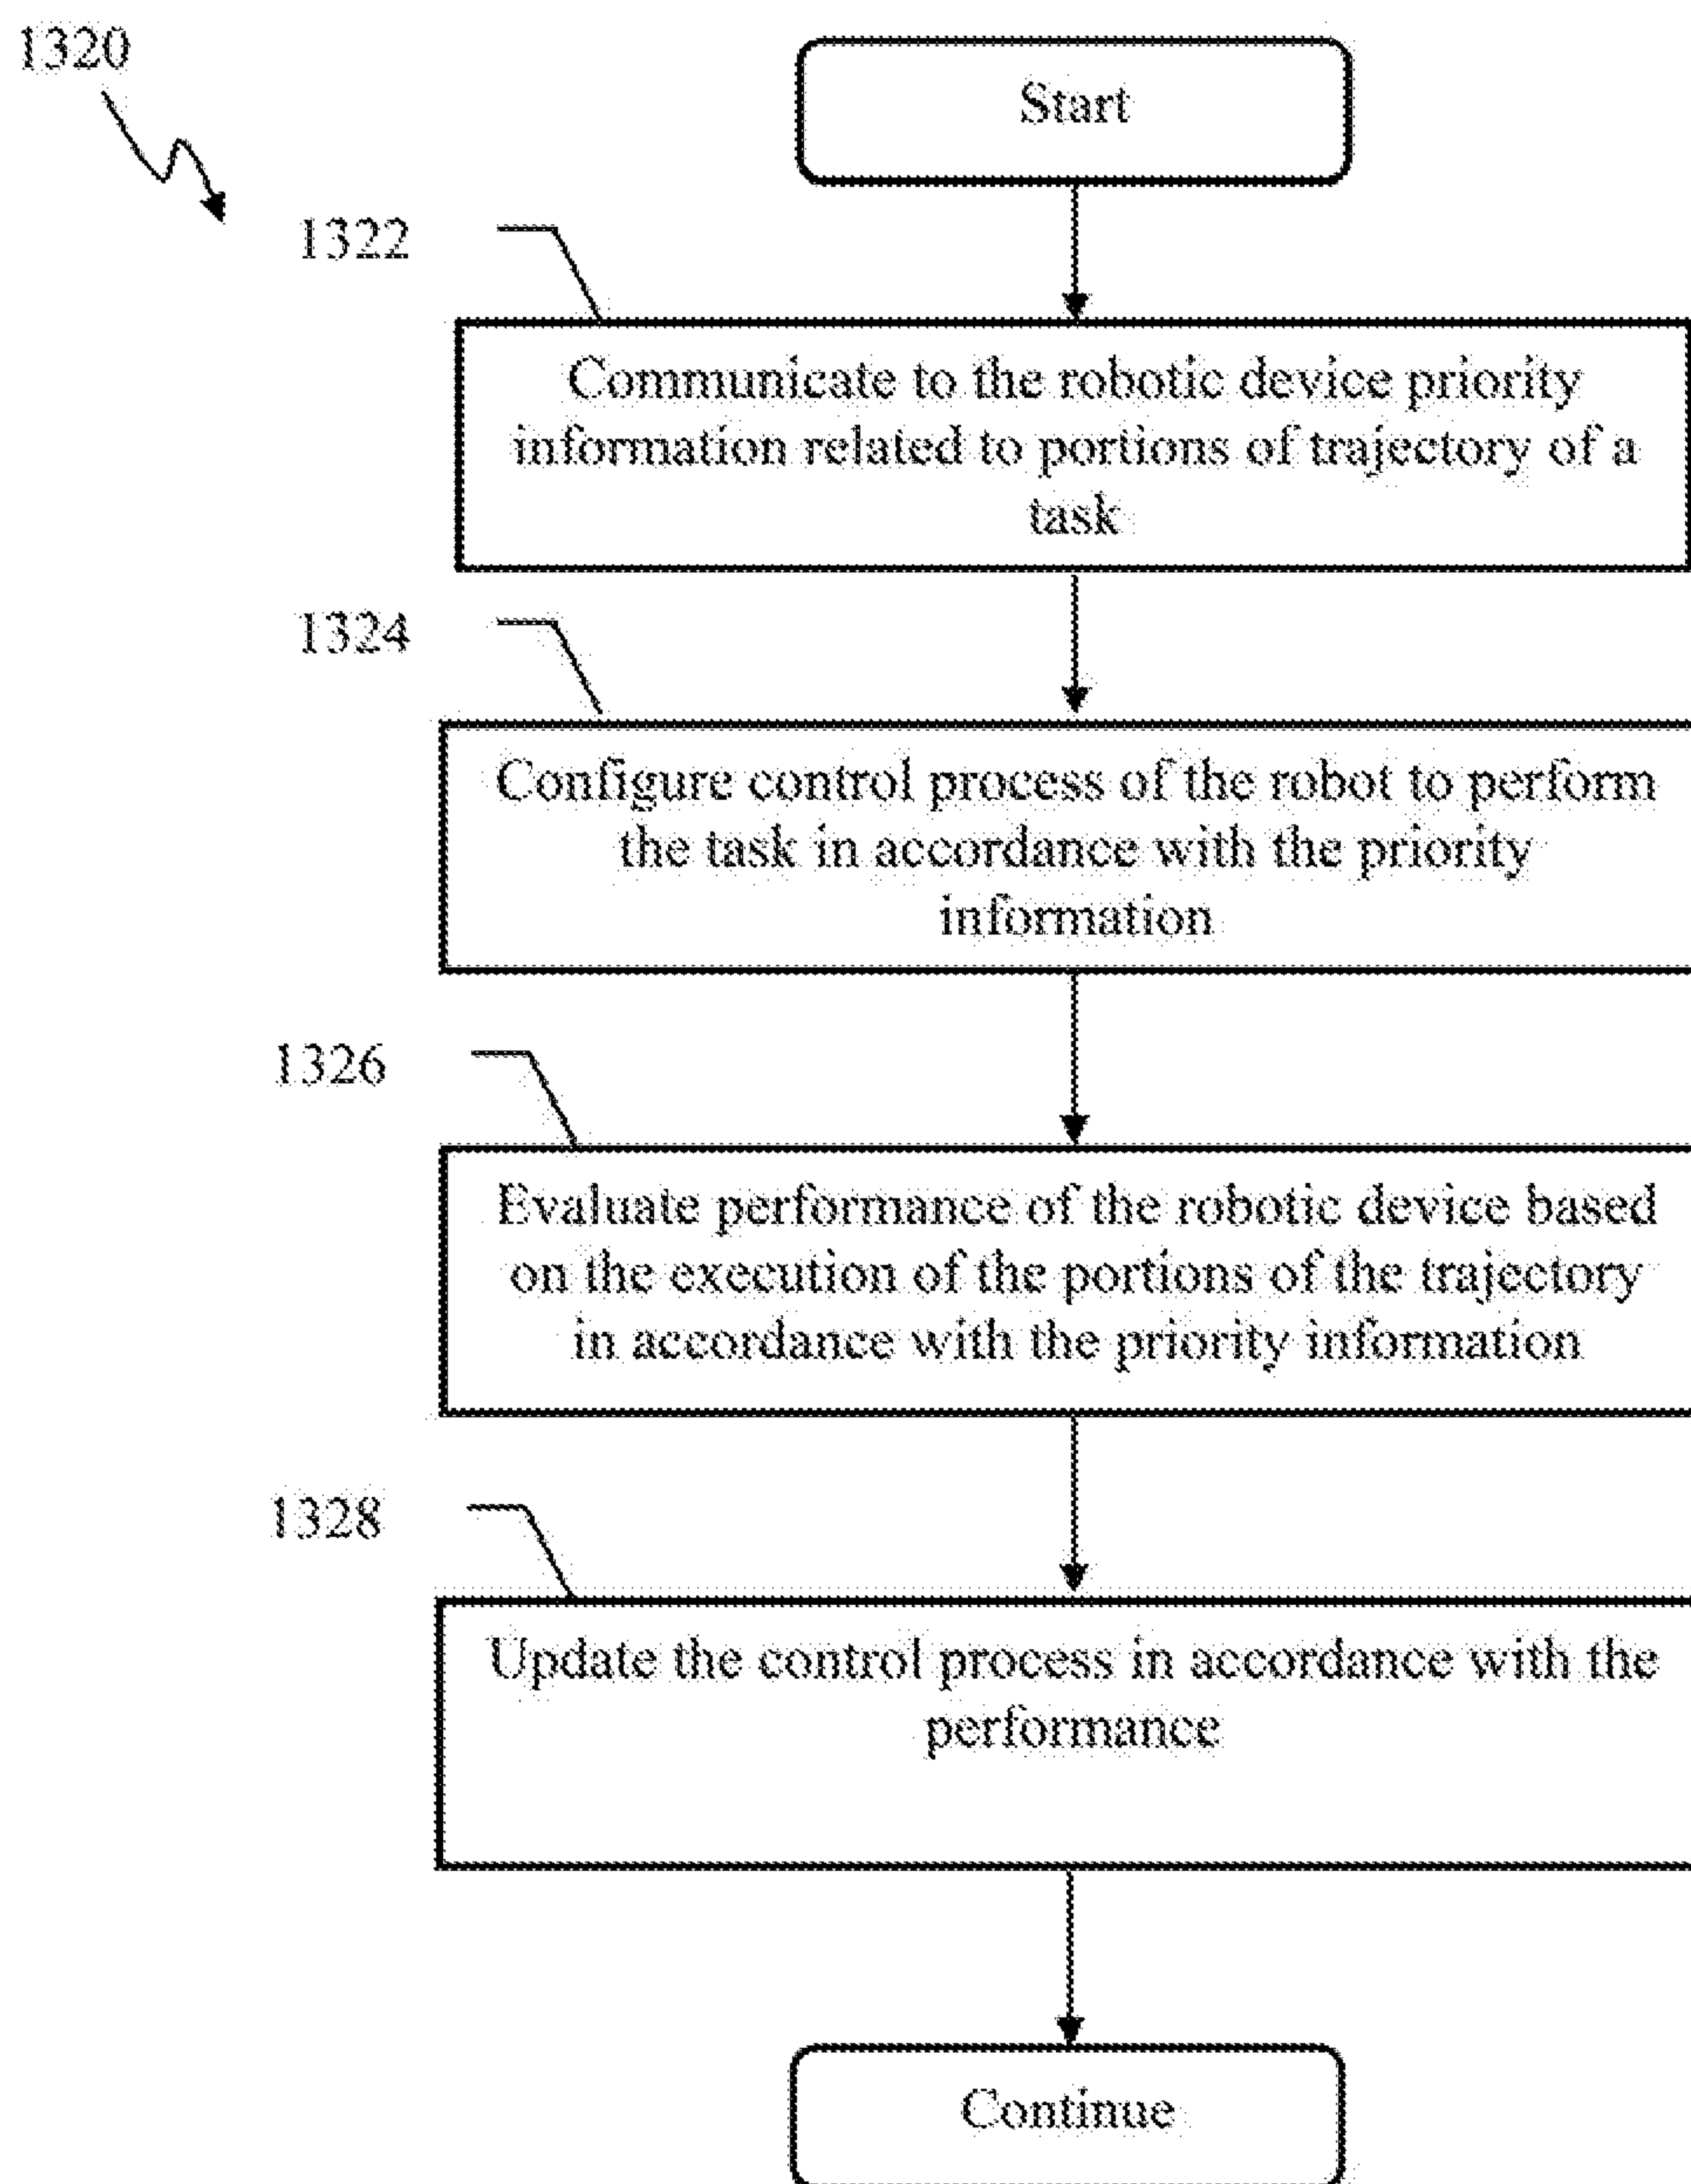 1320
Start
1322
Communicate to the robotic device priority
information related to portions of trajectory of a
task
1324
Configure control process of the robot to perform
the task in accordance with the priority
information
1326
Evaluate performance of the robotic device based
on the execution of the portions of the trajectory
in accordance with the priority information
1328
Update the control process in accordance with the
performance
Continue